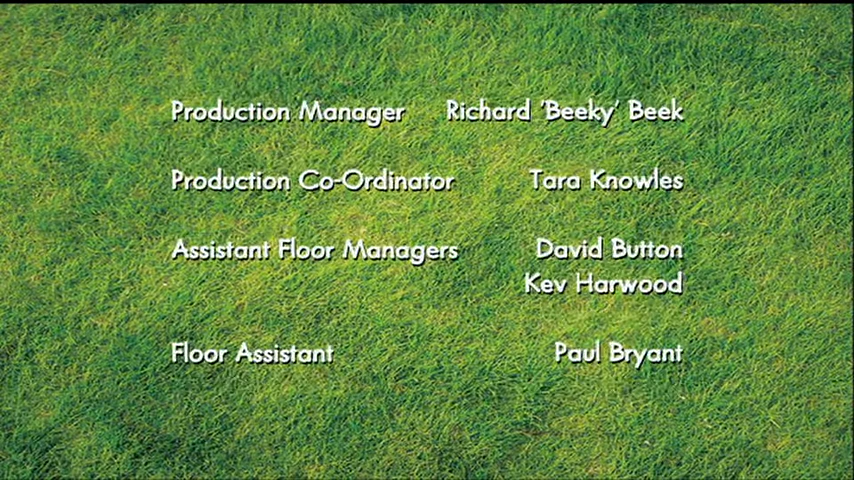 Production Manager Richard 'Beeky' Beek
Production Co-Ordinator Tara Knowles
Assistant Floor Managers David Button
Kev Harwood
Floor Assistant Paul Bryant